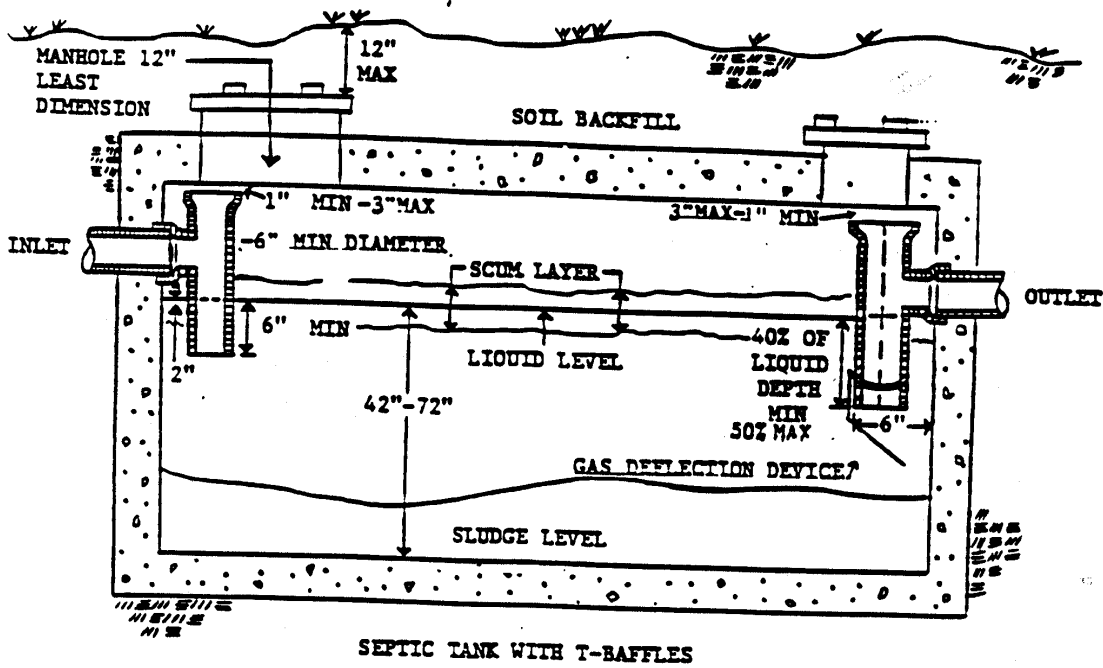 MANHOLE 12"
LEAST
DIMENSION
12"
MAX
SOIL BACKFILL
1" MIN -3"MAX
3"MAX-1" MIN
INLET
6" MIN DIAMETER
SCUM LAYER
OUTLET
6" MIN
2"
LIQUID LEVEL
40% OF
LIQUID
DEPTH
MIN
50% MAX
6"
42"-72"
GAS DEFLECTION DEVICE
SLUDGE LEVEL
SEPTIC TANK WITH T-BAFFLES